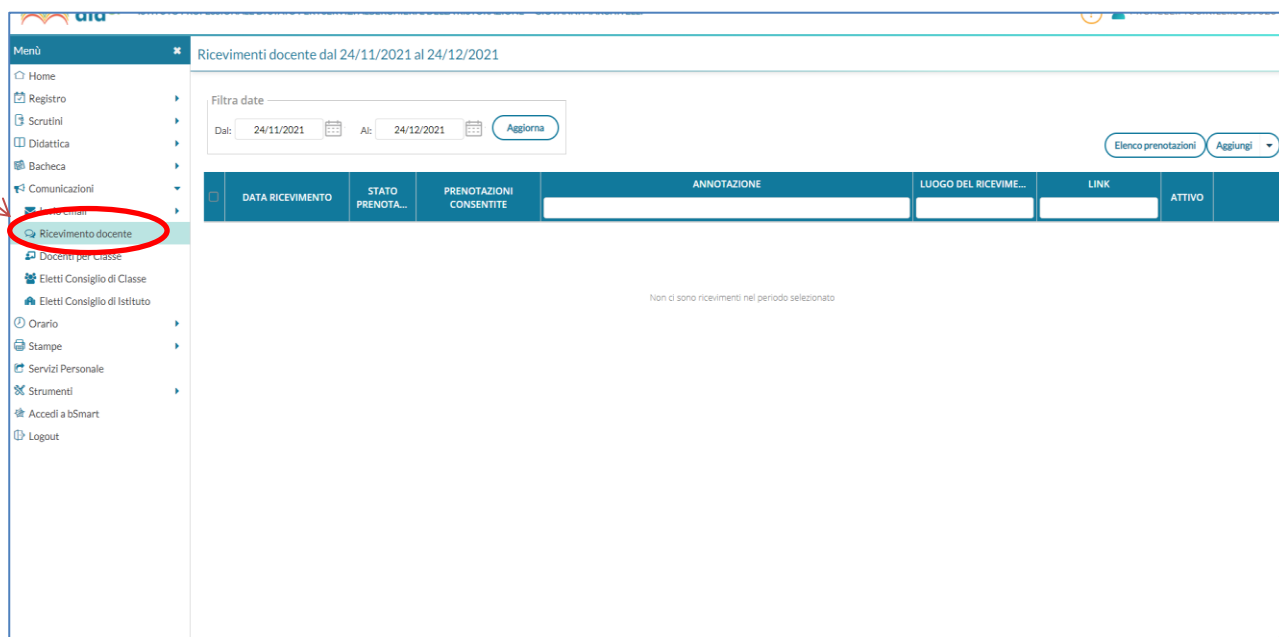 Menù
Ricevimenti docente dal 24/11/2021 al 24/12/2021
Home
Registro
Scrutini
Didattica
Bacheca
Comunicazioni
Invio email
Ricevimento docente
Docenti per Classe
Eletti Consiglio di Classe
Eletti Consiglio di Istituto
Orario
Stampe
Servizi Personale
Strumenti
Accedi a bSmart
Logout
Filtra date
Dal: 24/11/2021 Al: 24/12/2021 Aggiorna
Elenco prenotazioni Aggiungi
DATA RICEVIMENTO
STATO PRENOTA...
PRENOTAZIONI CONSENTITE
ANNOTAZIONE
LUOGO DEL RICEVIME...
LINK
ATTIVO
Non ci sono ricevimenti nel periodo selezionato